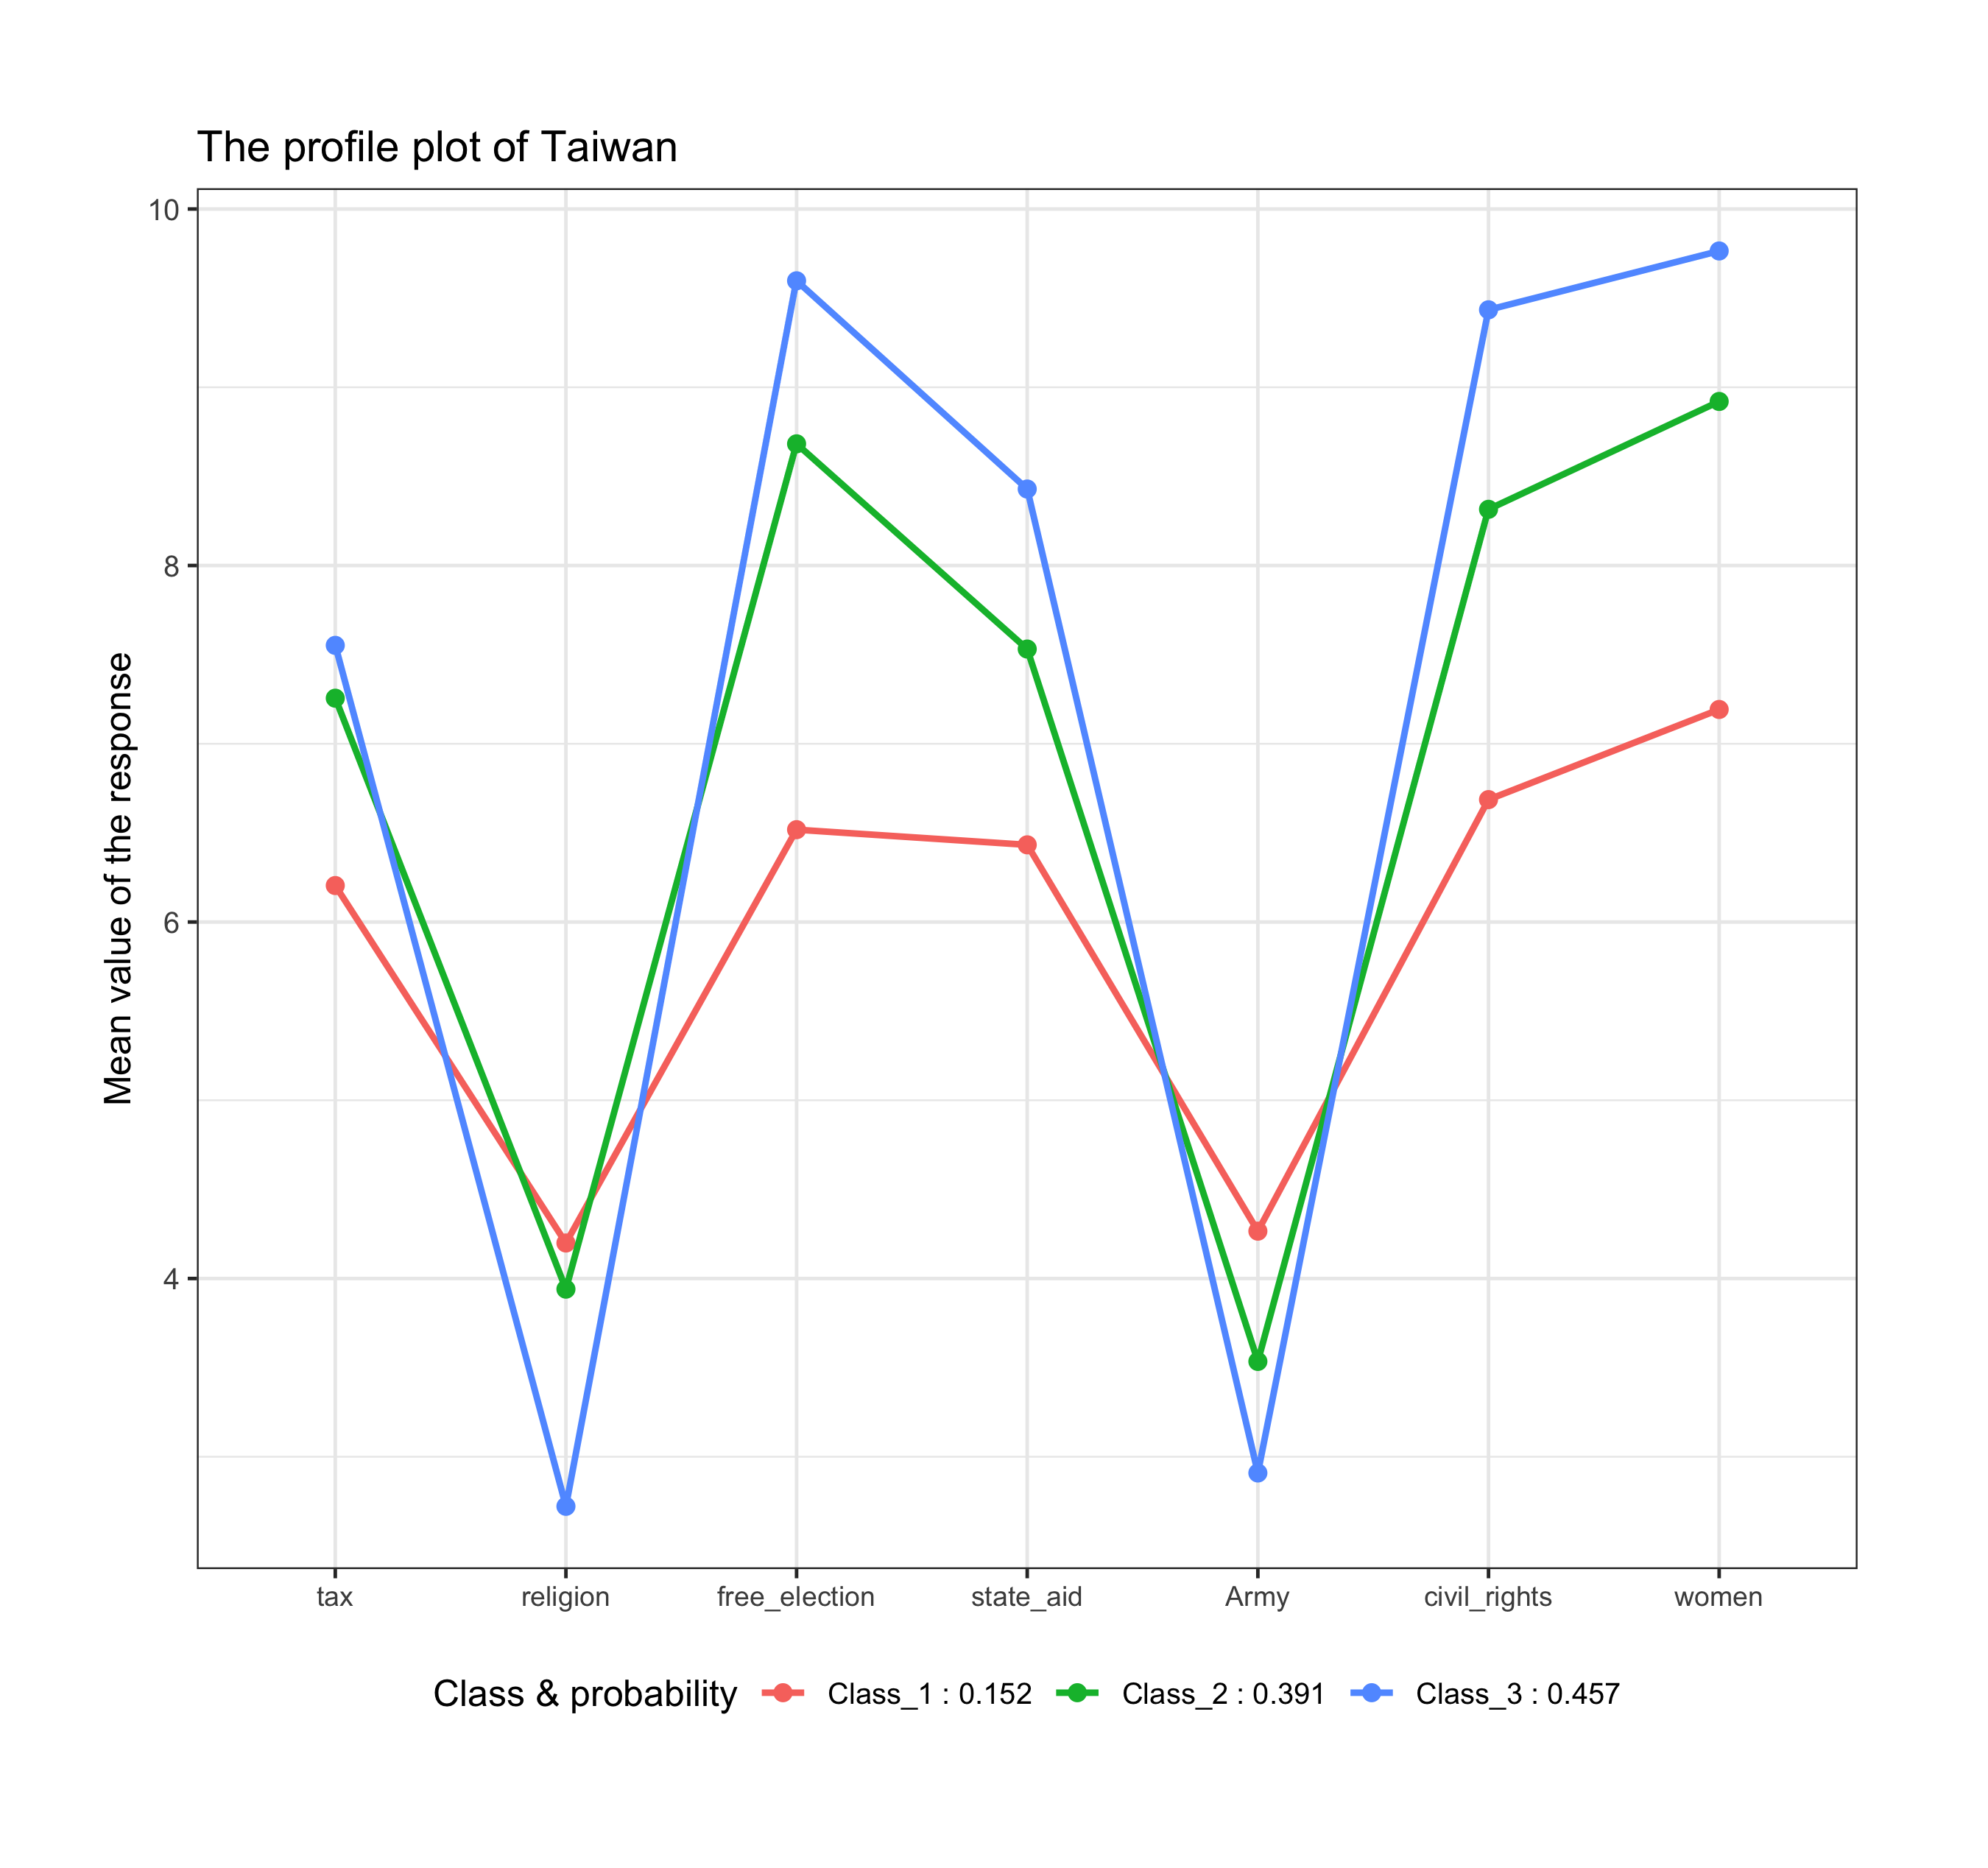 The profile plot of Taiwan
10
8
6
4
Mean value of the response
tax religion free_election state_aid Army civil_rights women
Class & probability Class_1 : 0.152 Class_2 : 0.391 Class_3 : 0.457